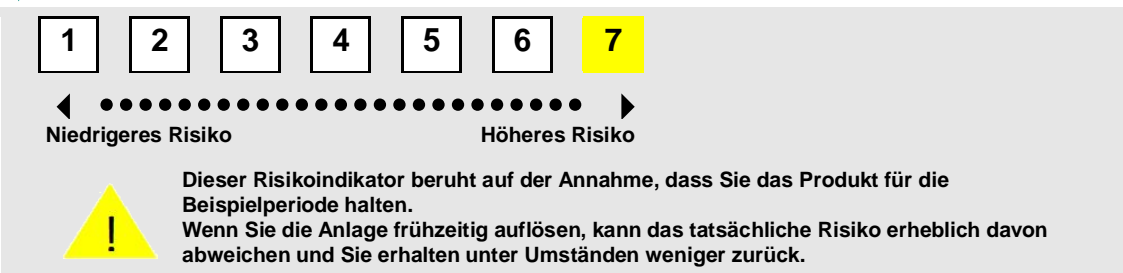 1 2 3 4 5 6 7
Niedrigeres Risiko Höheres Risiko
Dieser Risikoindikator beruht auf der Annahme, dass Sie das Produkt für die
Beispielperiode halten.
Wenn Sie die Anlage frühzeitig auflösen, kann das tatsächliche Risiko erheblich davon
abweichen und Sie erhalten unter Umständen weniger zurück.
!